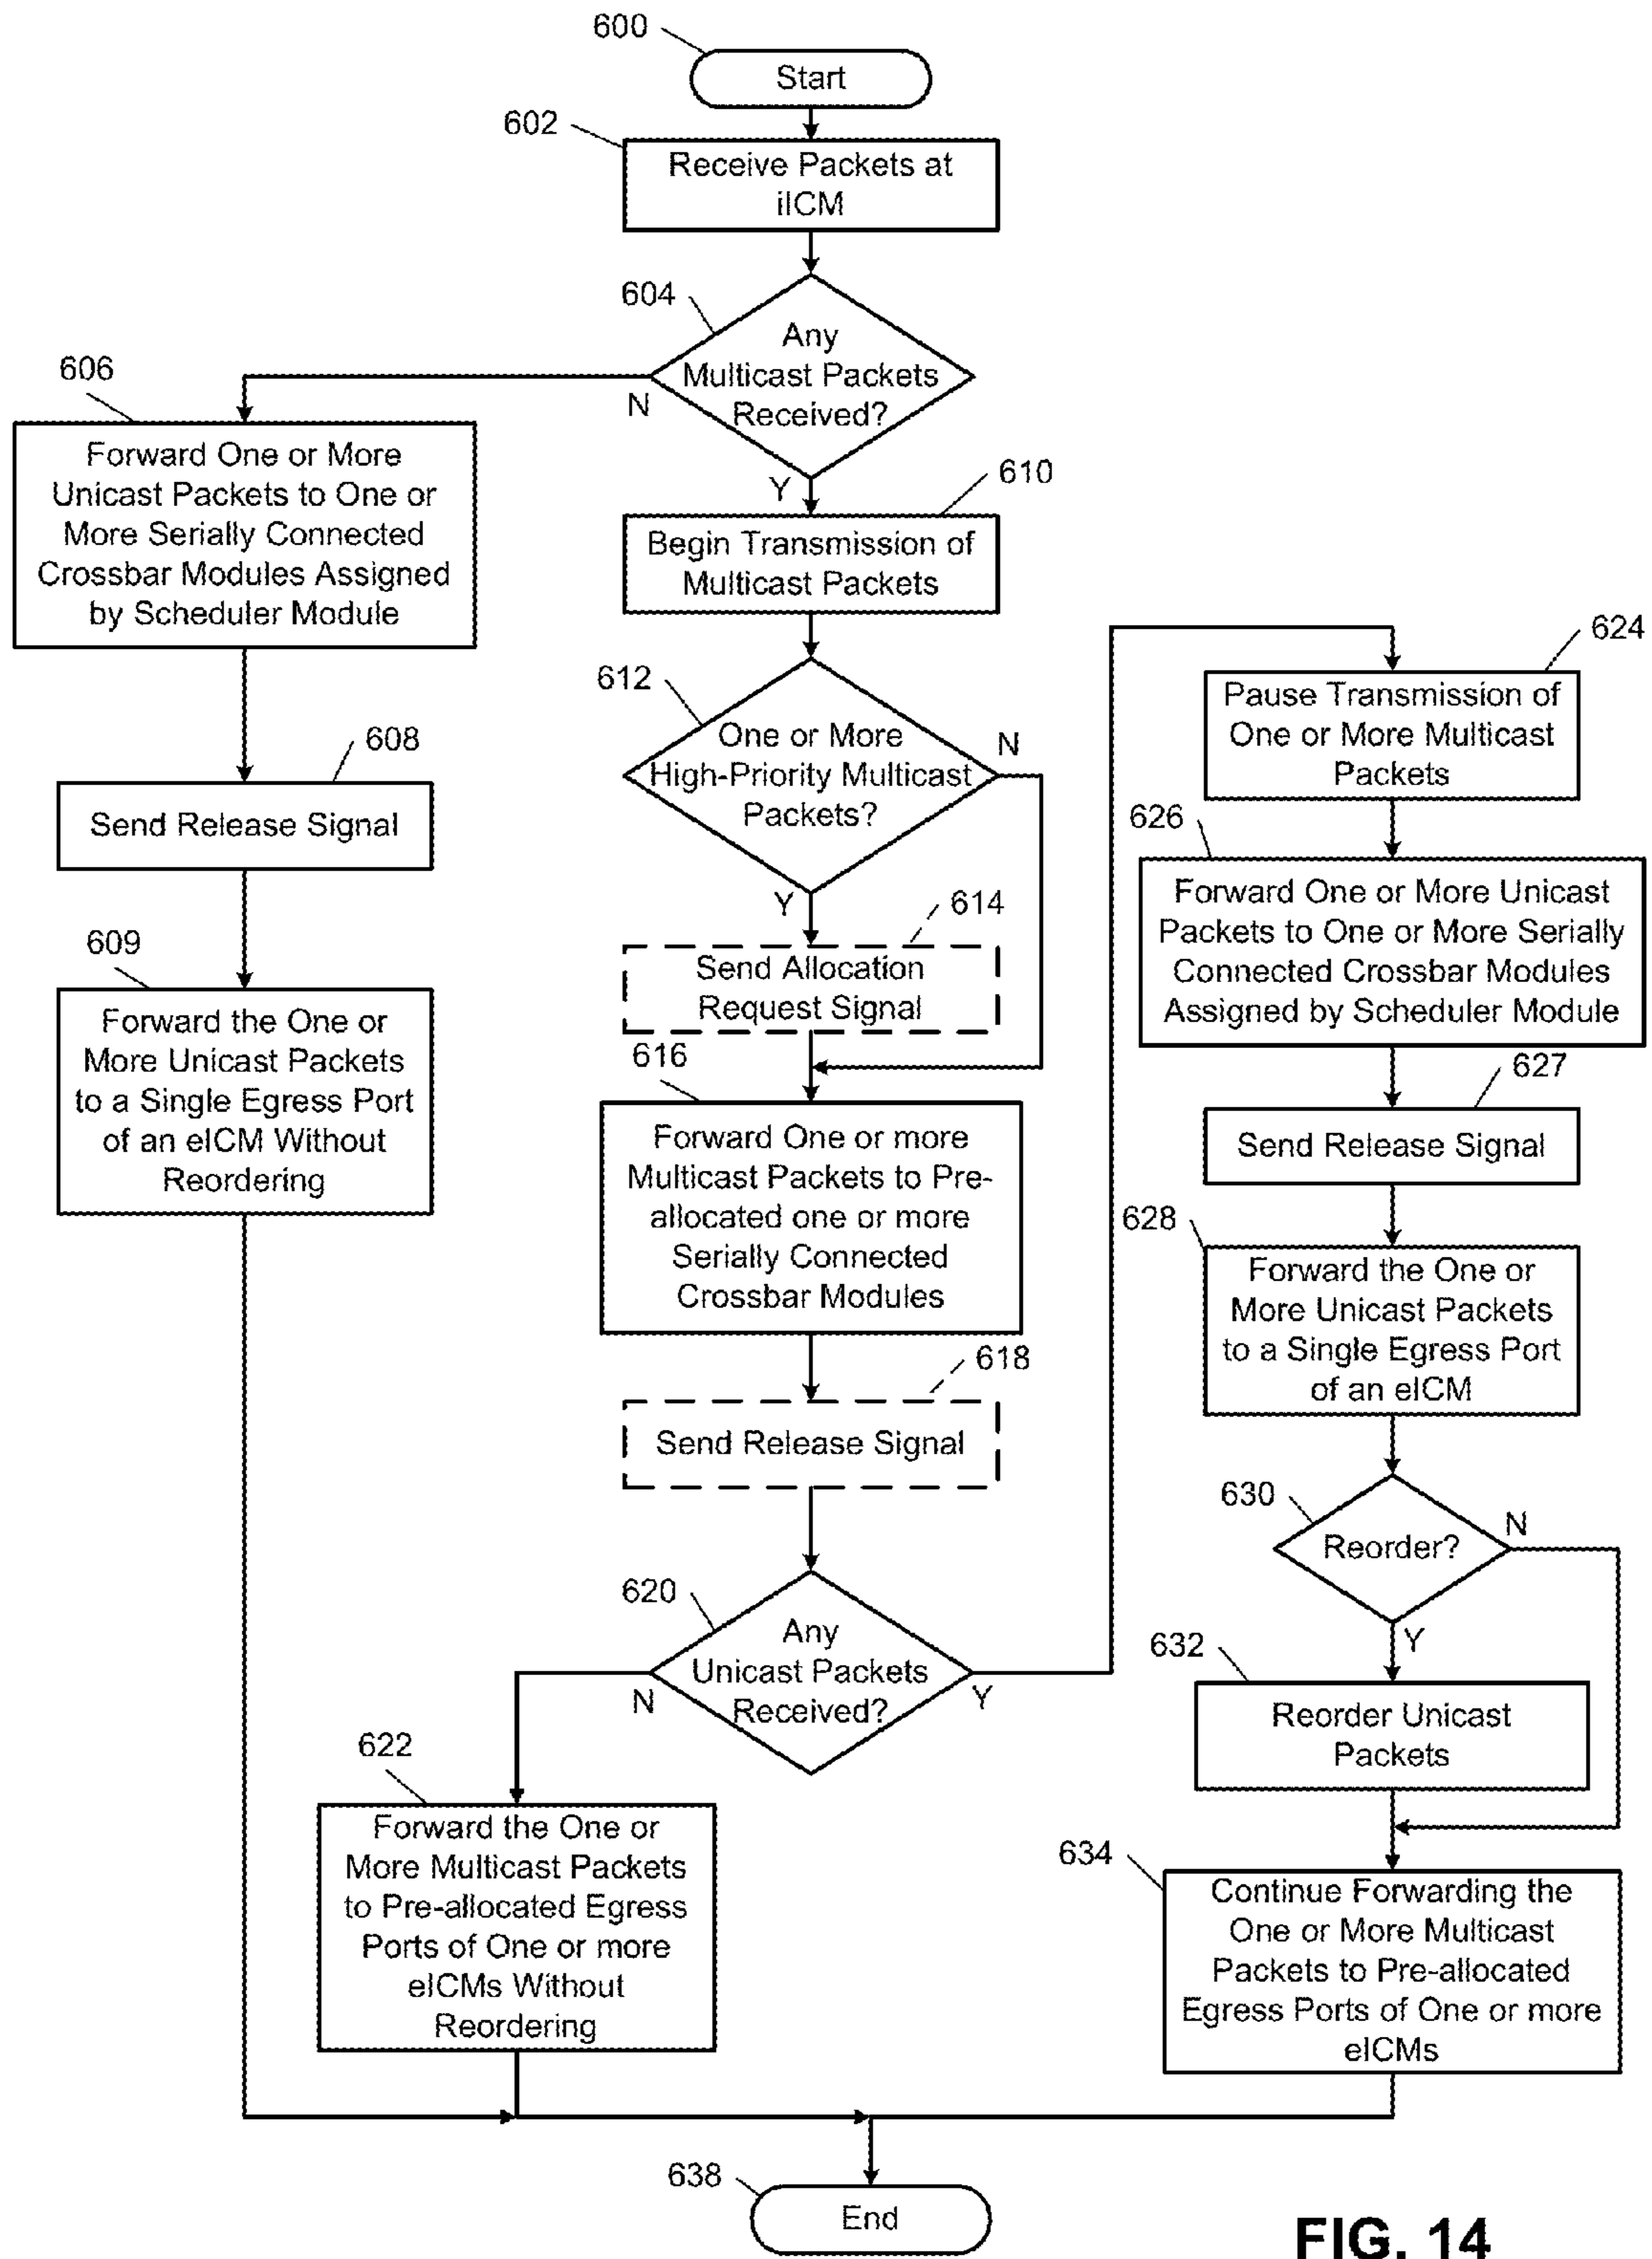 600
Start
602
Receive Packets at
iICM
604
Any
Multicast Packets
Received?
N
Y
606
Forward One or More
Unicast Packets to One or
More Serially Connected
Crossbar Modules Assigned
by Scheduler Module
608
Send Release Signal
609
Forward the One or
More Unicast Packets
to a Single Egress Port
of an eICM Without
Reordering
610
Begin Transmission of
Multicast Packets
612
One or More
High-Priority Multicast
Packets?
N
Y
614
Send Allocation
Request Signal
616
Forward One or more
Multicast Packets to Pre-
allocated one or more
Serially Connected
Crossbar Modules
618
Send Release Signal
620
Any
Unicast Packets
Received?
N
Y
622
Forward the One or
More Multicast Packets
to Pre-allocated Egress
Ports of One or more
eICMs Without
Reordering
624
Pause Transmission of
One or More Multicast
Packets
626
Forward One or More Unicast
Packets to One or More Serially
Connected Crossbar Modules
Assigned by Scheduler Module
627
Send Release Signal
628
Forward the One or
More Unicast Packets
to a Single Egress Port
of an eICM
630
Reorder?
N
Y
632
Reorder Unicast
Packets
634
Continue Forwarding the
One or More Multicast
Packets to Pre-allocated
Egress Ports of One or more
eICMs
638
End
FIG. 14